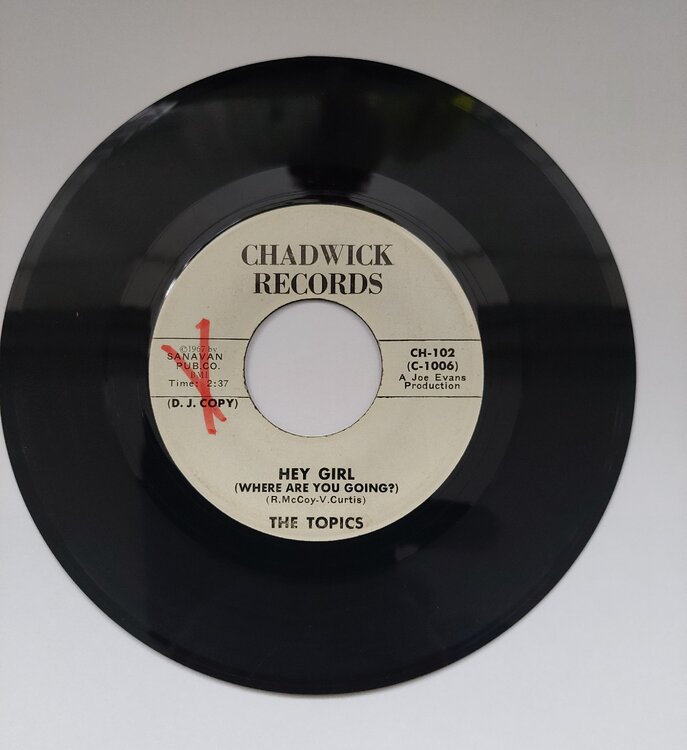 CHADWICK
RECORDS
©1967 by
SANAVAN
PUB.CO.
BMI
Time: 2:37
(D. J. COPY)
CH-102
(C-1006)
A Joe Evans
Production
HEY GIRL
(WHERE ARE YOU GOING?)
(R.McCoy-V.Curtis)
THE TOPICS